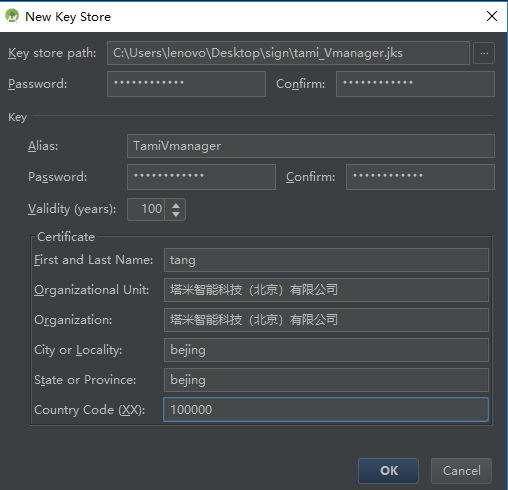 New Key Store
Key store path: C:\Users\lenovo\Desktop\sign\tami_Vmanager.jks ...
Password: •••••••••••• Confirm: ••••••••••••
Key
Alias: TamiVmanager
Password: •••••••••••• Confirm: ••••••••••••
Validity (years): 100
Certificate
First and Last Name: tang
Organizational Unit: 塔米智能科技（北京）有限公司
Organization: 塔米智能科技（北京）有限公司
City or Locality: bejing
State or Province: bejing
Country Code (XX): 100000
OK Cancel